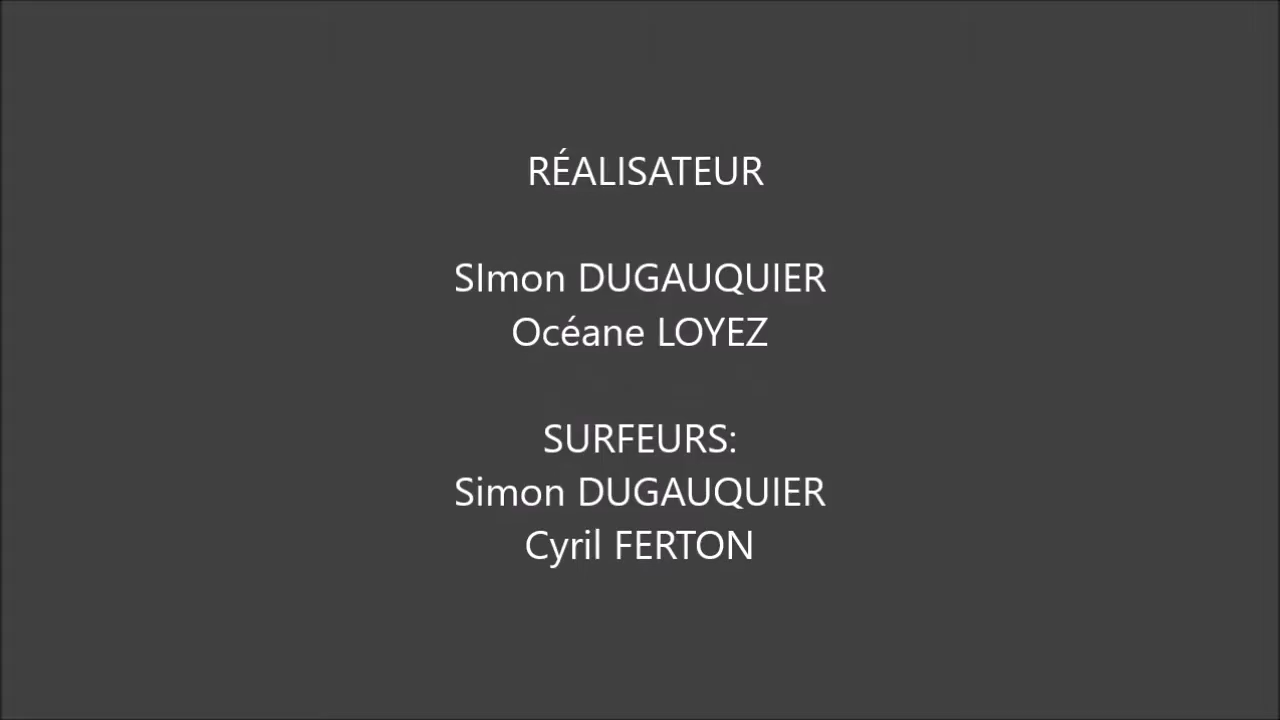 RÉALISATEUR
SImon DUGAUQUIER
Océane LOYEZ
SURFEURS:
Simon DUGAUQUIER
Cyril FERTON